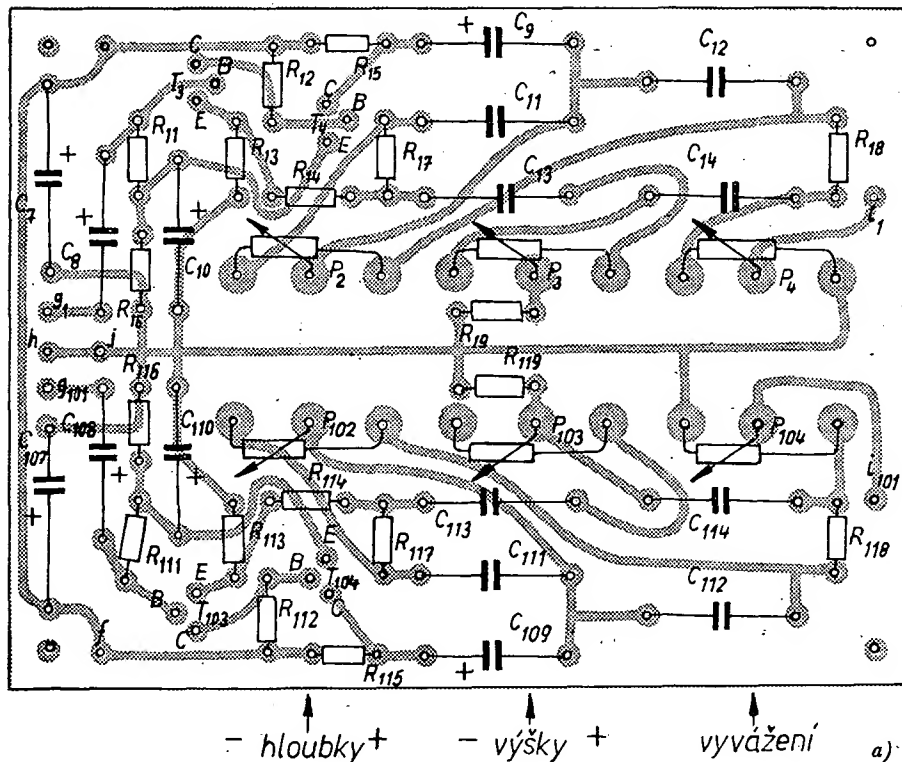 + C9
C12
C
R12
R15
T3 B
C B
C11
E
T4
E
R11
+
R13
R14
R17
C13
C14
R18
C7
+
+
C8
C10
i1
P2
P3
P4
g1
R16
R19
h j
R116
R119
g101
C108
C110
P102
P103
P104
C107
+
+
+
R114
i101
R111
R113
C113
C114
R117
C111
R118
E
E
B
B
T103
T104
C112
C
R112
C
f
C109
+
R115
- hloubky +
- výšky +
vyvážení
a)